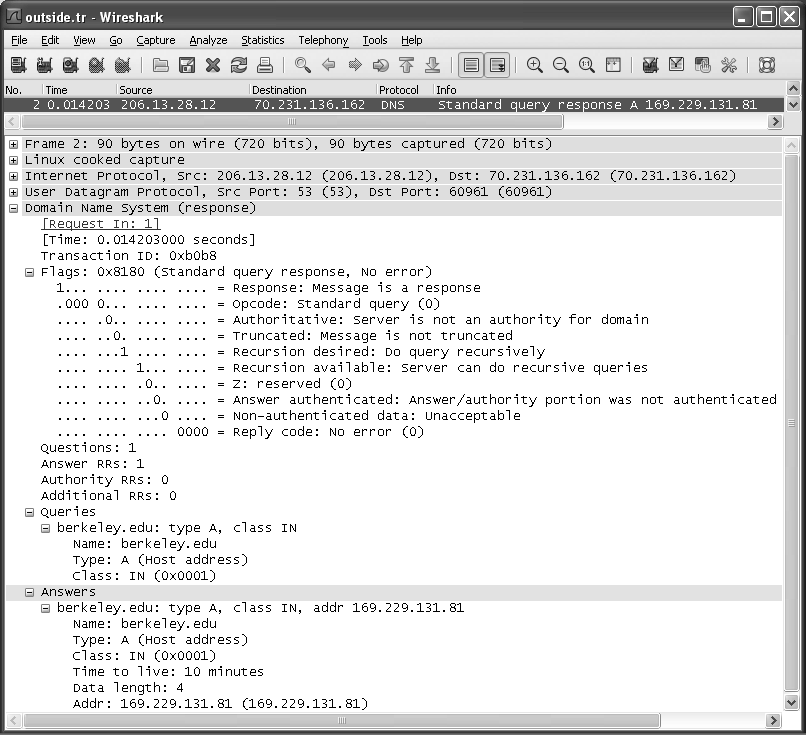 outside.tr - Wireshark
File Edit View Go Capture Analyze Statistics Telephony Tools Help
No. Time Source Destination Protocol Info
2 0.014203 206.13.28.12 70.231.136.162 DNS Standard query response A 169.229.131.81
Frame 2: 90 bytes on wire (720 bits), 90 bytes captured (720 bits)
Linux cooked capture
Internet Protocol, Src: 206.13.28.12 (206.13.28.12), Dst: 70.231.136.162 (70.231.136.162)
User Datagram Protocol, Src Port: 53 (53), Dst Port: 60961 (60961)
Domain Name System (response)
[Request In: 1]
[Time: 0.014203000 seconds]
Transaction ID: 0xb0b8
Flags: 0x8180 (Standard query response, No error)
1... .... .... .... = Response: Message is a response
.000 0... .... .... = Opcode: Standard query (0)
.... .0.. .... .... = Authoritative: Server is not an authority for domain
.... ..0. .... .... = Truncated: Message is not truncated
.... ...1 .... .... = Recursion desired: Do query recursively
.... .... 1... .... = Recursion available: Server can do recursive queries
.... .... .0.. .... = Z: reserved (0)
.... .... ..0. .... = Answer authenticated: Answer/authority portion was not authenticated
.... .... ...0 .... = Non-authenticated data: Unacceptable
.... .... .... 0000 = Reply code: No error (0)
Questions: 1
Answer RRs: 1
Authority RRs: 0
Additional RRs: 0
Queries
berkeley.edu: type A, class IN
Name: berkeley.edu
Type: A (Host address)
Class: IN (0x0001)
Answers
berkeley.edu: type A, class IN, addr 169.229.131.81
Name: berkeley.edu
Type: A (Host address)
Class: IN (0x0001)
Time to live: 10 minutes
Data length: 4
Addr: 169.229.131.81 (169.229.131.81)